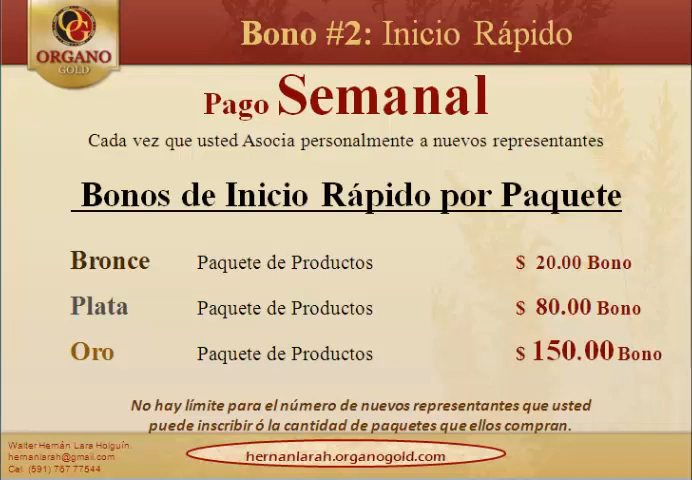 ORGANO
GOLD
Bono #2: Inicio Rápido
Pago Semanal
Cada vez que usted Asocia personalmente a nuevos representantes
Bonos de Inicio Rápido por Paquete
Bronce Paquete de Productos $ 20.00 Bono
Plata Paquete de Productos $ 80.00 Bono
Oro Paquete de Productos $ 150.00 Bono
No hay límite para el número de nuevos representantes que usted
puede inscribir ó la cantidad de paquetes que ellos compran.
Walter Hernán Lara Holguín.
hernanlarah@gmail.com
Cel. (591) 767 77544
hernanlarah.organogold.com